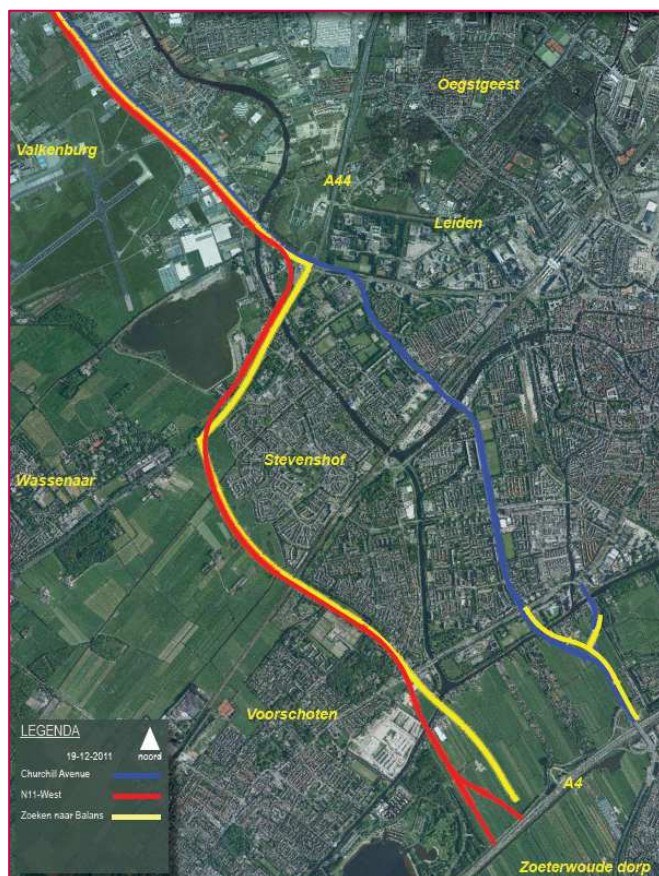 Oegstgeest
Valkenburg
A44
Leiden
Stevenshof
Wassenaar
Voorschoten
LEGENDA
19-12-2011
noord
Churchill Avenue
N11-West
Zoeken naar Balans
A4
Zoeterwoude dorp